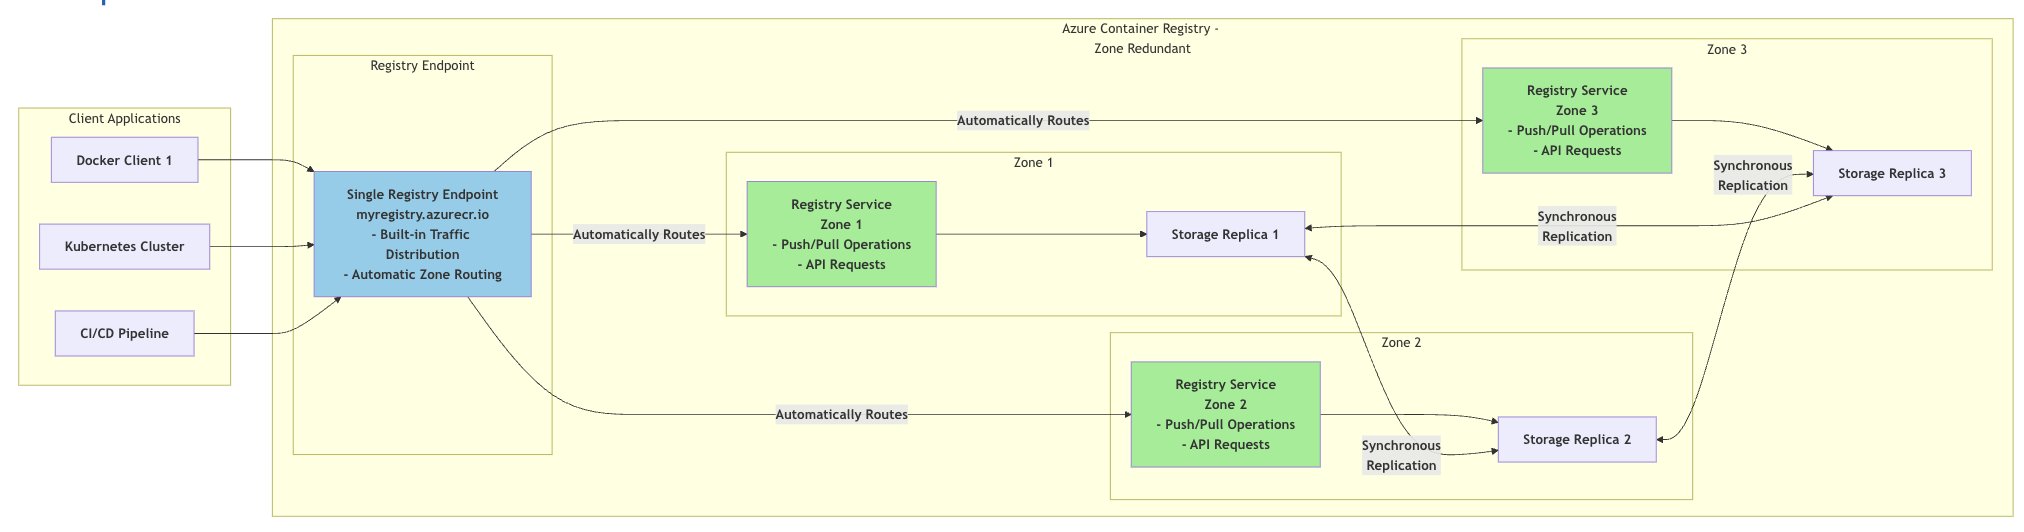 Azure Container Registry -
Zone Redundant
Registry Endpoint
Zone 3
Client Applications
Docker Client 1
Kubernetes Cluster
CI/CD Pipeline
Single Registry Endpoint
myregistry.azurecr.io
- Built-in Traffic
Distribution
- Automatic Zone Routing
Automatically Routes
Automatically Routes
Automatically Routes
Registry Service
Zone 3
- Push/Pull Operations
- API Requests
Storage Replica 3
Synchronous
Replication
Zone 1
Registry Service
Zone 1
- Push/Pull Operations
- API Requests
Storage Replica 1
Synchronous
Replication
Zone 2
Registry Service
Zone 2
- Push/Pull Operations
- API Requests
Synchronous
Replication
Storage Replica 2